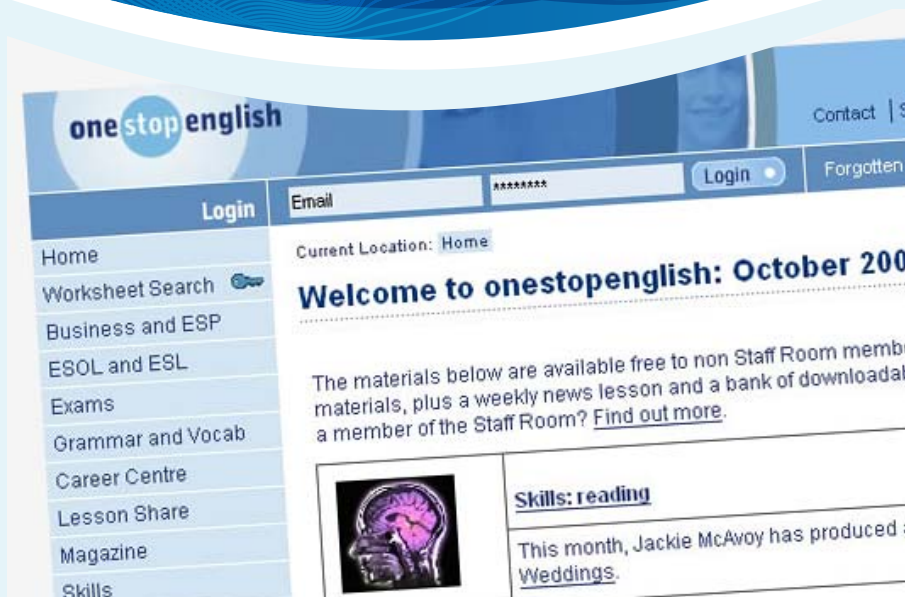 onestopenglish
Contact |
Login
Email
********
Login
Forgotten
Home
Worksheet Search
Business and ESP
ESOL and ESL
Exams
Grammar and Vocab
Career Centre
Lesson Share
Magazine
Skills
Current Location: Home
Welcome to onestopenglish: October 200
The materials below are available free to non Staff Room
materials, plus a weekly news lesson and a bank of
a member of the Staff Room? Find out more.
Skills: reading
This month, Jackie McAvoy has produced
Weddings.